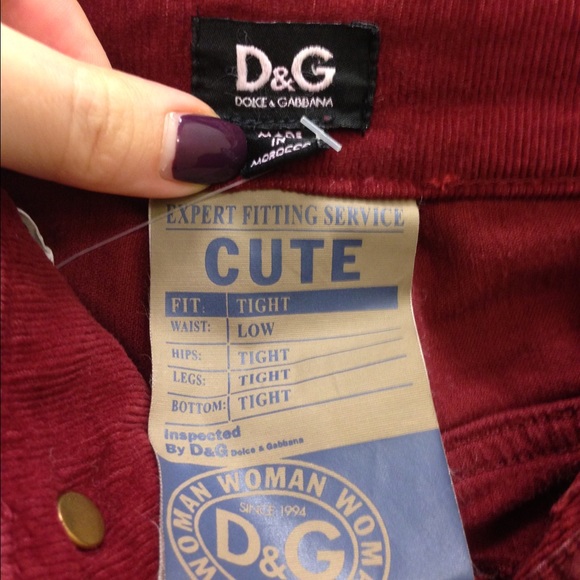 D&G
DOLCE & GABBANA
MADE
IN
MOROCCO
EXPERT FITTING SERVICE
CUTE
FIT: TIGHT
WAIST: LOW
HIPS: TIGHT
LEGS: TIGHT
BOTTOM: TIGHT
Inspected
By D&G Dolce & Gabbana
WOMAN WOMAN WOM
SINCE 1994
D&G